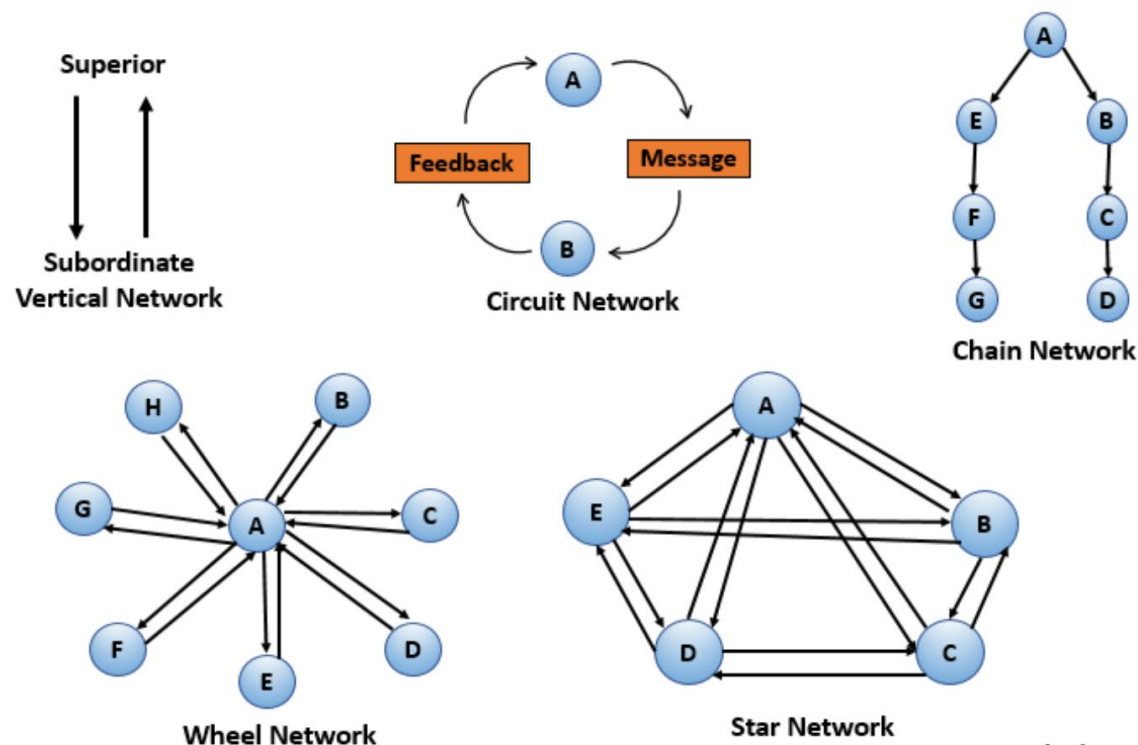 Superior
Subordinate
Vertical Network
A
Feedback
Message
B
Circuit Network
A
E
B
F
C
G
D
Chain Network
H
B
G
A
C
F
D
E
Wheel Network
A
E
B
D
C
Star Network